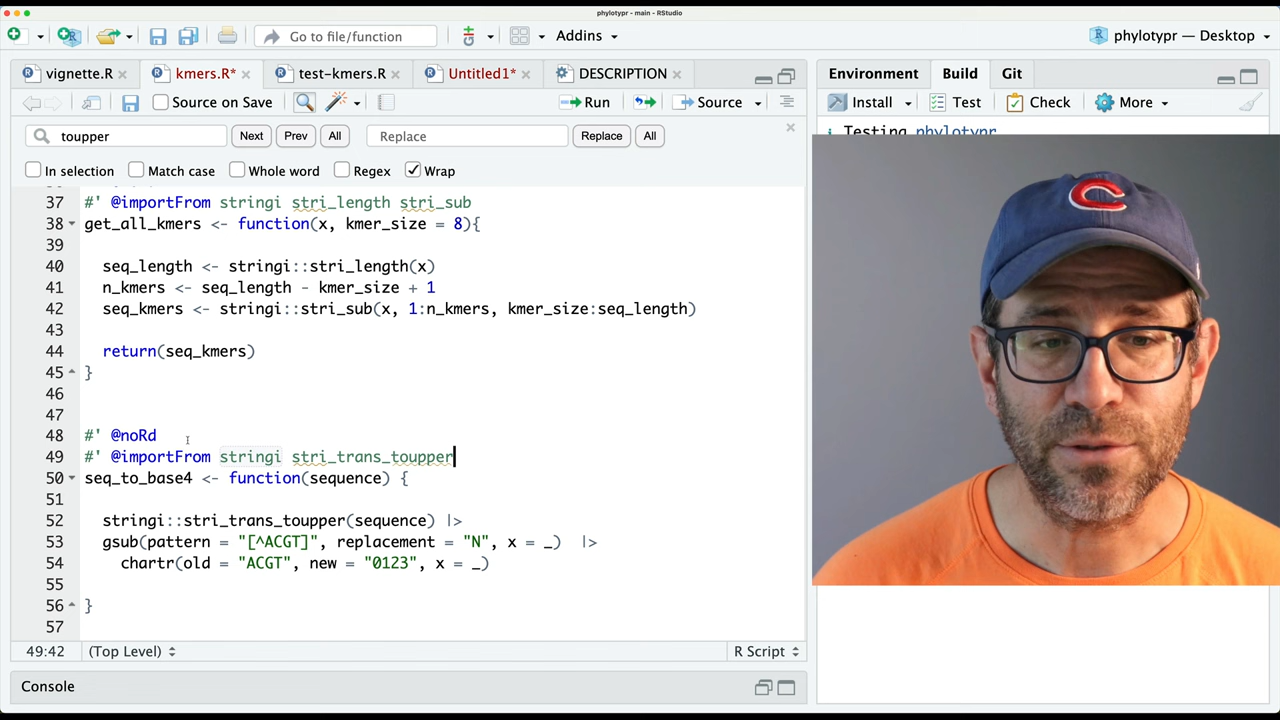 phylotypr - main - RStudio
Go to file/function
Addins
phylotypr — Desktop
vignette.R
kmers.R*
test-kmers.R
Untitled1*
DESCRIPTION
Environment
Build
Git
Source on Save
Run
Source
Install
Test
Check
More
toupper
Next
Prev
All
Replace
Replace
All
i Testing phylotypr
In selection
Match case
Whole word
Regex
Wrap
37 #' @importFrom stringi stri_length stri_sub
38 get_all_kmers <- function(x, kmer_size = 8){
39
40 seq_length <- stringi::stri_length(x)
41 n_kmers <- seq_length - kmer_size + 1
42 seq_kmers <- stringi::stri_sub(x, 1:n_kmers, kmer_size:seq_length)
43
44 return(seq_kmers)
45 }
46
47
48 #' @noRd
49 #' @importFrom stringi stri_trans_toupper
50 seq_to_base4 <- function(sequence) {
51
52 stringi::stri_trans_toupper(sequence) |>
53 gsub(pattern = "[^ACGT]", replacement = "N", x = _) |>
54 chartr(old = "ACGT", new = "0123", x = _)
55
56 }
57
49:42
(Top Level)
R Script
Console
C